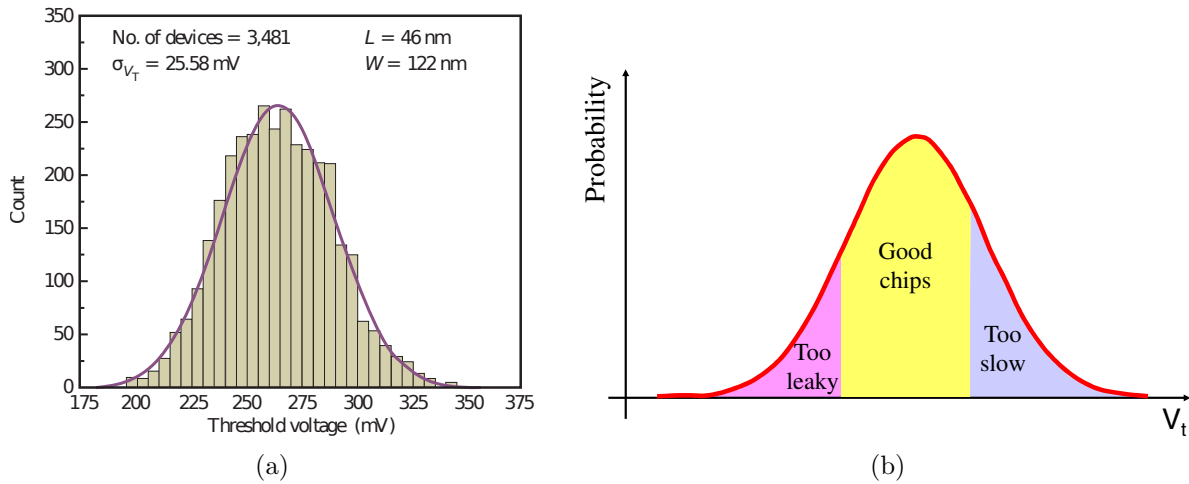 350
300
250
200
150
100
50
0
Count
No. of devices = 3,481
L = 46 nm
σVT = 25.58 mV
W = 122 nm
175 200 225 250 275 300 325 350 375
Threshold voltage (mV)
(a)
Probability
Good
chips
Too
leaky
Too
slow
Vt
(b)